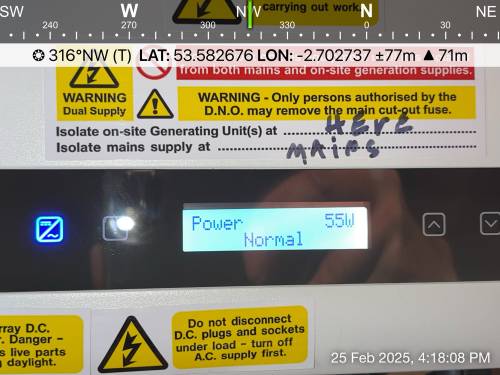 SW W NW N NE
240 270 300 330 0 30
carrying out work.
316°NW (T) LAT: 53.582676 LON: -2.702737 ±77m ▲ 71m
from both mains and on-site generation supplies.
WARNING
Dual Supply
WARNING - Only persons authorised by the
D.N.O. may remove the main cut-out fuse.
Isolate on-site Generating Unit(s) at HERE
Isolate mains supply at MAINS
Power 55W
Normal
rray D.C.
r. Danger –
s live parts
g daylight.
Do not disconnect
D.C. plugs and sockets
under load - turn off
A.C. supply first.
25 Feb 2025, 4:18:08 PM